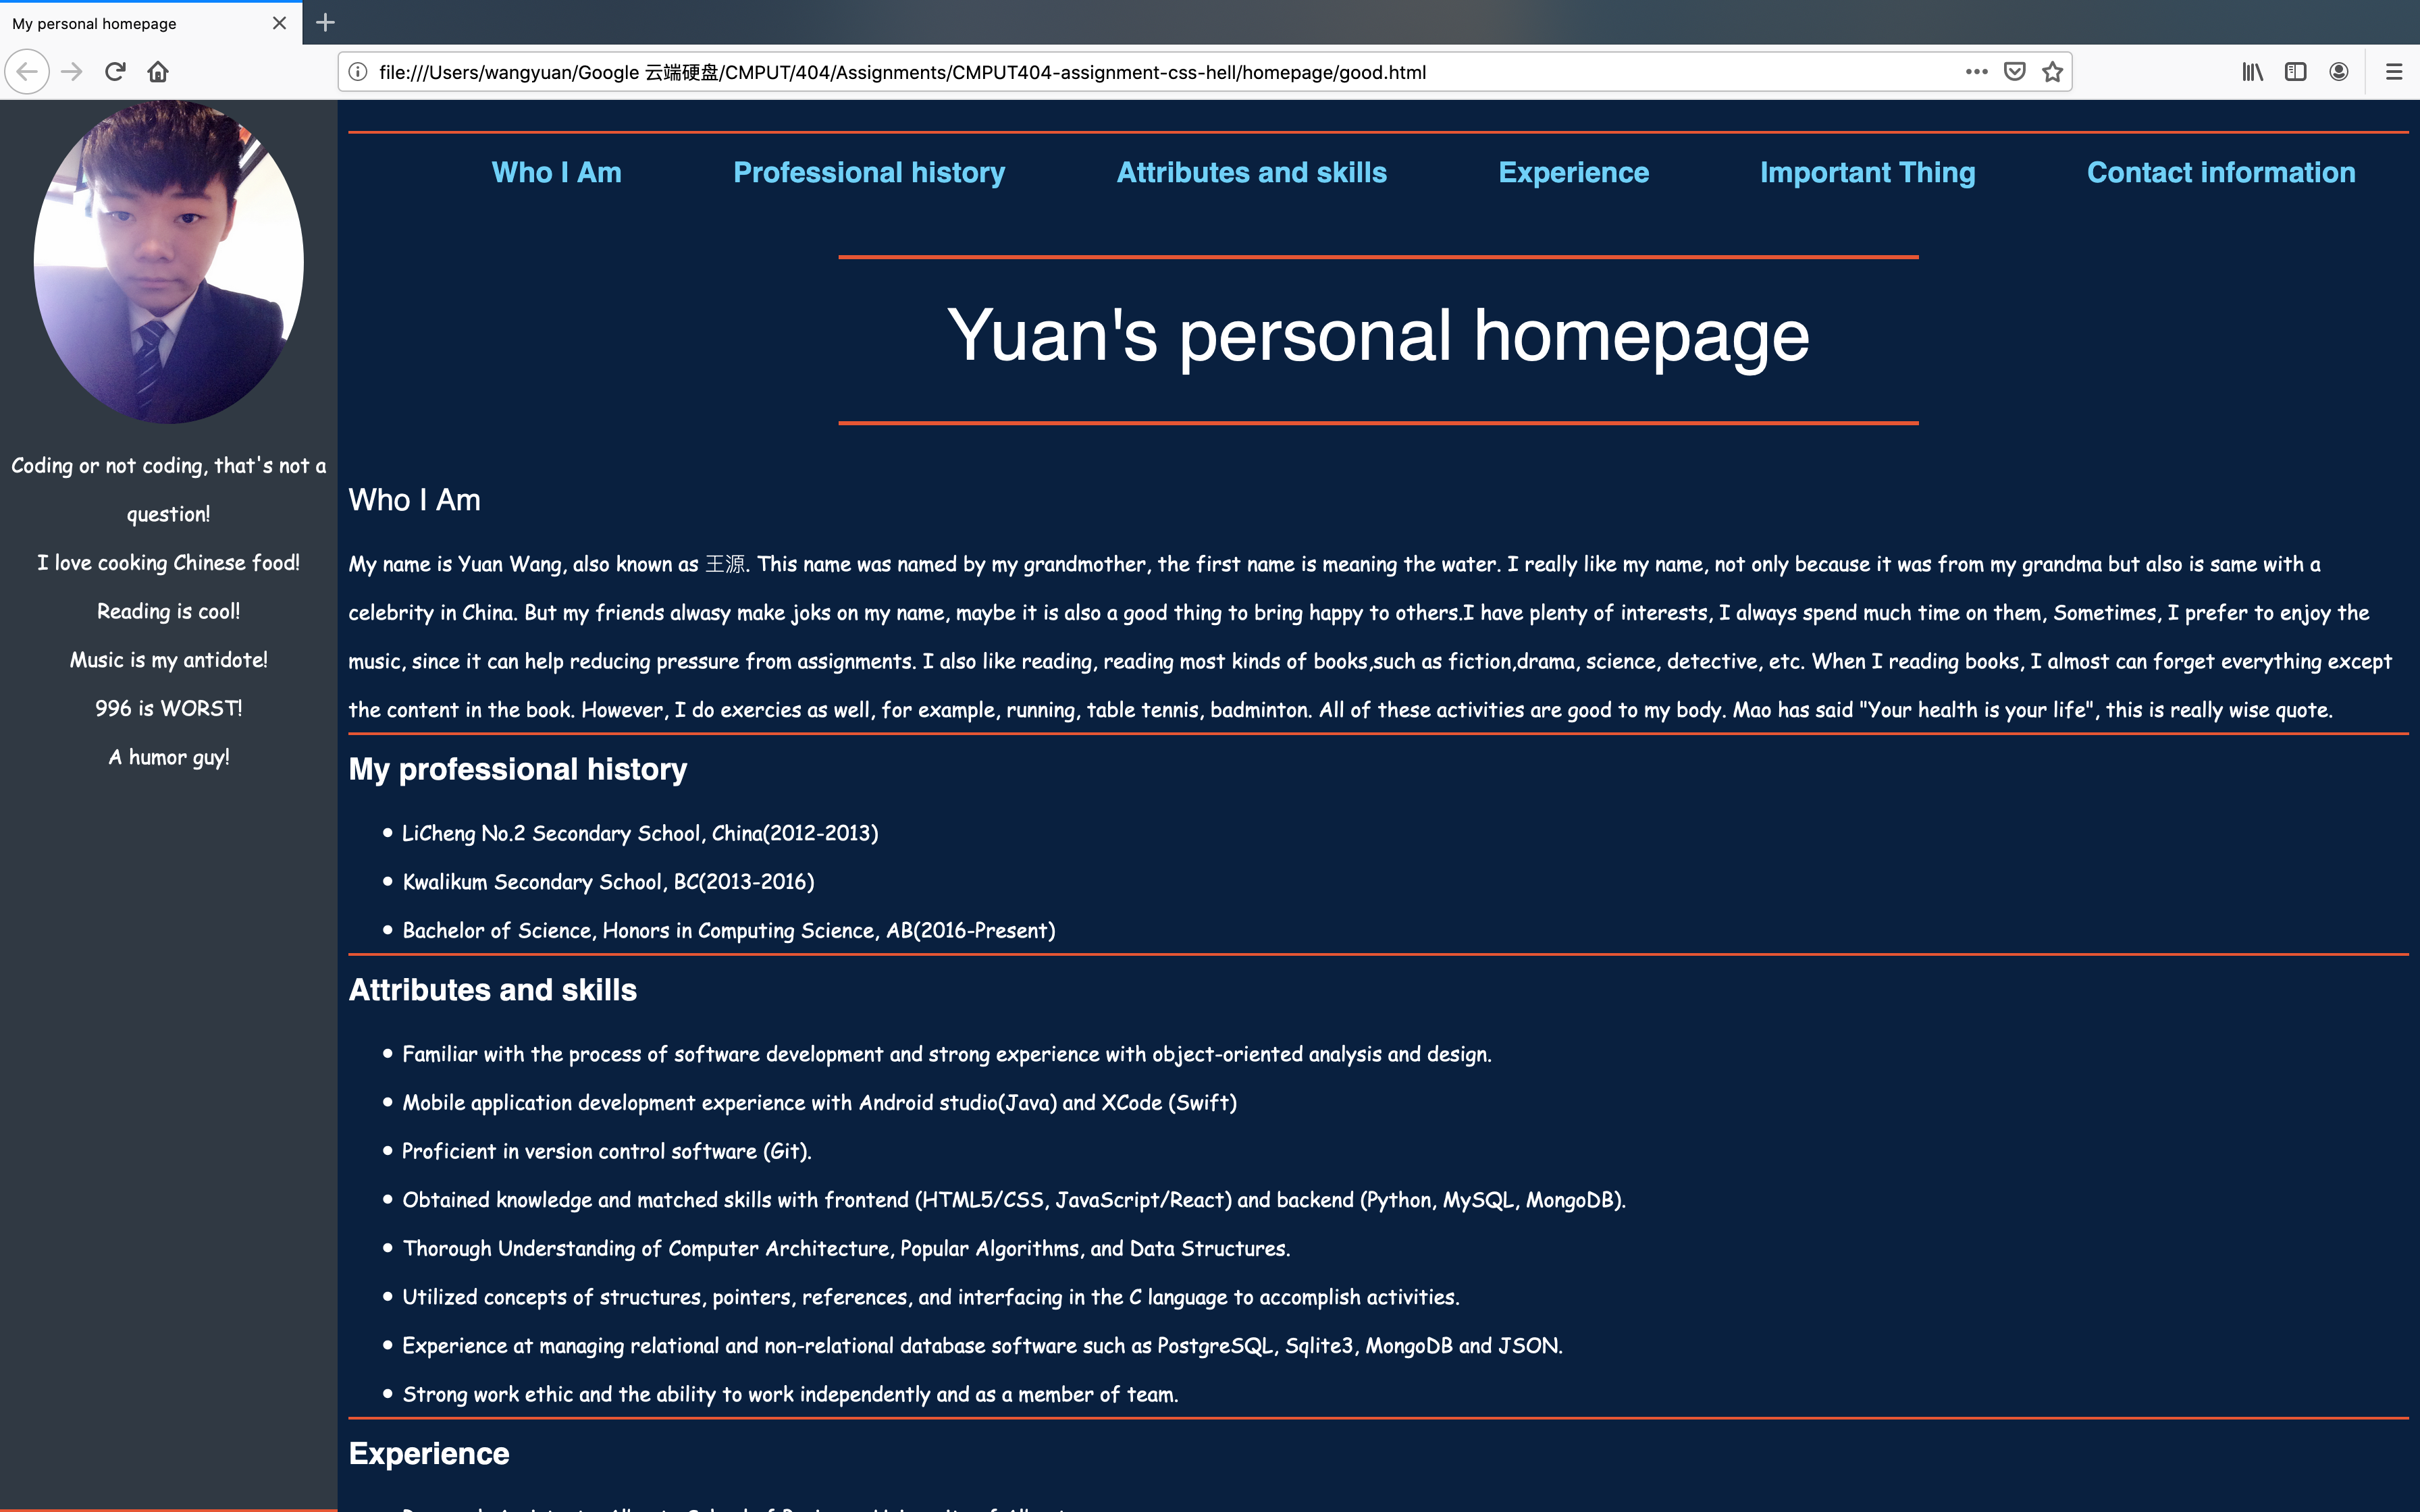 My personal homepage
file:///Users/wangyuan/Google 云端硬盘/CMPUT/404/Assignments/CMPUT404-assignment-css-hell/homepage/good.html
Who I Am Professional history Attributes and skills Experience Important Thing Contact information
Yuan's personal homepage
Coding or not coding, that's not a
question!
I love cooking Chinese food!
Reading is cool!
Music is my antidote!
996 is WORST!
A humor guy!
Who I Am
My name is Yuan Wang, also known as 王源. This name was named by my grandmother, the first name is meaning the water. I really like my name, not only because it was from my grandma but also is same with a
celebrity in China. But my friends alwasy make joks on my name, maybe it is also a good thing to bring happy to others.I have plenty of interests, I always spend much time on them, Sometimes, I prefer to enjoy the
music, since it can help reducing pressure from assignments. I also like reading, reading most kinds of books,such as fiction,drama, science, detective, etc. When I reading books, I almost can forget everything except
the content in the book. However, I do exercies as well, for example, running, table tennis, badminton. All of these activities are good to my body. Mao has said "Your health is your life", this is really wise quote.
My professional history
LiCheng No.2 Secondary School, China(2012-2013)
Kwalikum Secondary School, BC(2013-2016)
Bachelor of Science, Honors in Computing Science, AB(2016-Present)
Attributes and skills
Familiar with the process of software development and strong experience with object-oriented analysis and design.
Mobile application development experience with Android studio(Java) and XCode (Swift)
Proficient in version control software (Git).
Obtained knowledge and matched skills with frontend (HTML5/CSS, JavaScript/React) and backend (Python, MySQL, MongoDB).
Thorough Understanding of Computer Architecture, Popular Algorithms, and Data Structures.
Utilized concepts of structures, pointers, references, and interfacing in the C language to accomplish activities.
Experience at managing relational and non-relational database software such as PostgreSQL, Sqlite3, MongoDB and JSON.
Strong work ethic and the ability to work independently and as a member of team.
Experience